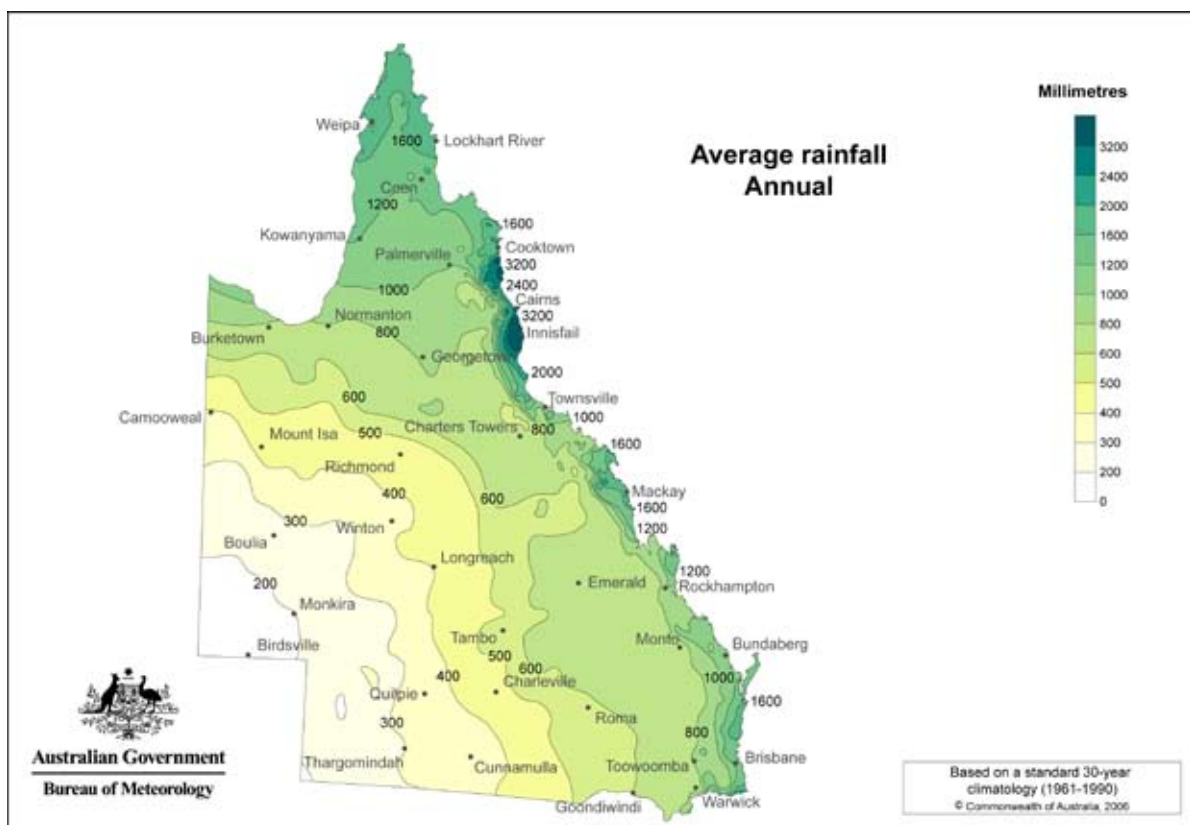 Average rainfall
Annual
Millimetres
3200
2400
2000
1600
1200
1000
800
600
500
400
300
200
0
Weipa
1600
Lockhart River
Coen
1200
1600
Kowanyama
Cooktown
Palmerville
3200
2400
1000
Cairns
3200
Normanton
Innisfail
Burketown
800
Georgetown
2000
600
Townsville
Camooweal
1000
500
Charters Towers
800
Mount Isa
1600
Richmond
400
600
Mackay
1600
300
Winton
1200
Boulia
Longreach
1200
200
Emerald
Rockhampton
Monkira
Tambo
Monto
Bundaberg
Birdsville
500
600
1000
400
Charleville
Quilpie
1600
Roma
300
800
Thargomindah
Cunnamulla
Toowoomba
Brisbane
Goondiwindi
Warwick
Australian Government
Bureau of Meteorology
Based on a standard 30-year
climatology (1961-1990)
© Commonwealth of Australia, 2006